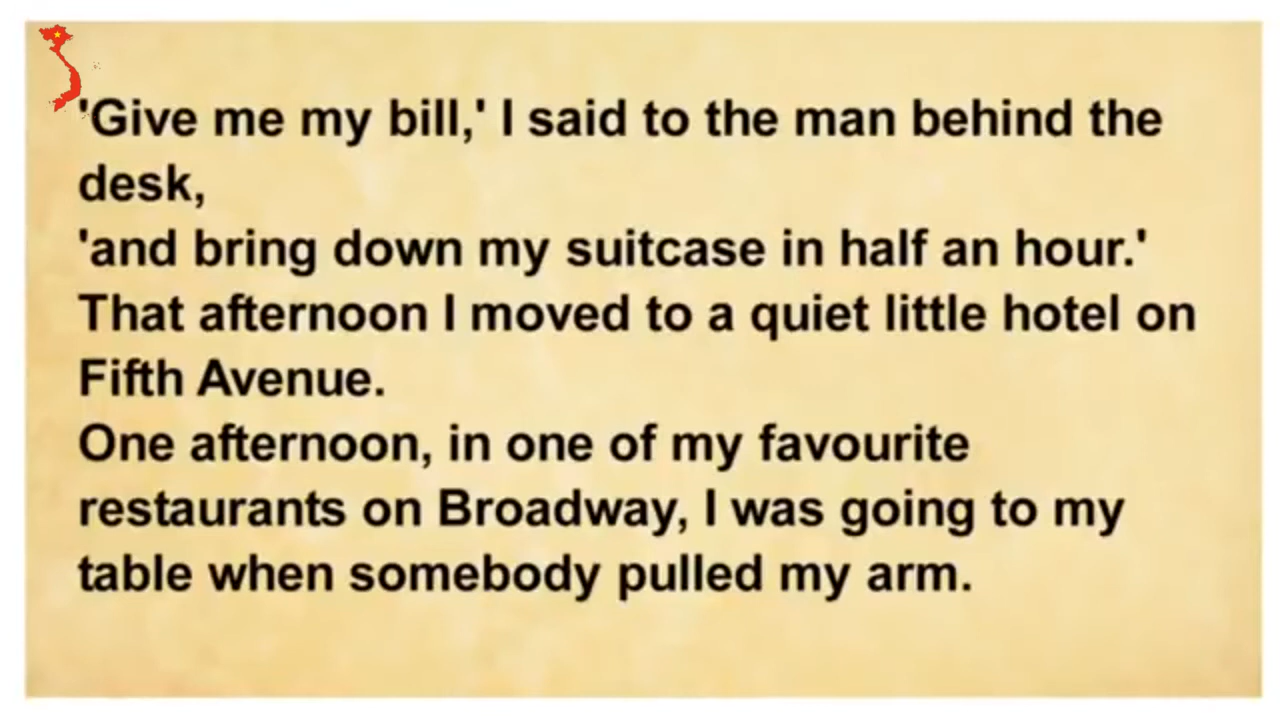 'Give me my bill,' I said to the man behind the
desk,
'and bring down my suitcase in half an hour.'
That afternoon I moved to a quiet little hotel on
Fifth Avenue.
One afternoon, in one of my favourite
restaurants on Broadway, I was going to my
table when somebody pulled my arm.